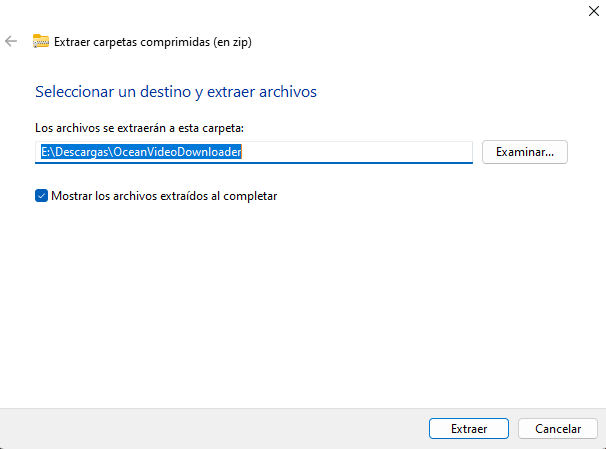 Extraer carpetas comprimidas (en zip)
Seleccionar un destino y extraer archivos
Los archivos se extraerán a esta carpeta:
E:\Descargas\OceanVideoDownloader
Examinar...
Mostrar los archivos extraídos al completar
Extraer
Cancelar